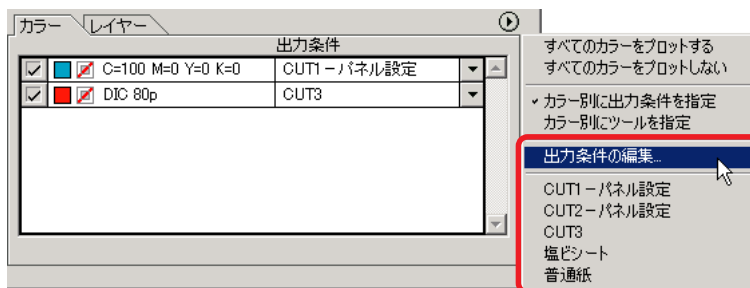 カラー レイヤー
出力条件
C=100 M=0 Y=0 K=0 CUT1－パネル設定
DIC 80p CUT3
すべてのカラーをプロットする
すべてのカラーをプロットしない
カラー別に出力条件を指定
カラー別にツールを指定
出力条件の編集...
CUT1－パネル設定
CUT2－パネル設定
CUT3
塩ビシート
普通紙